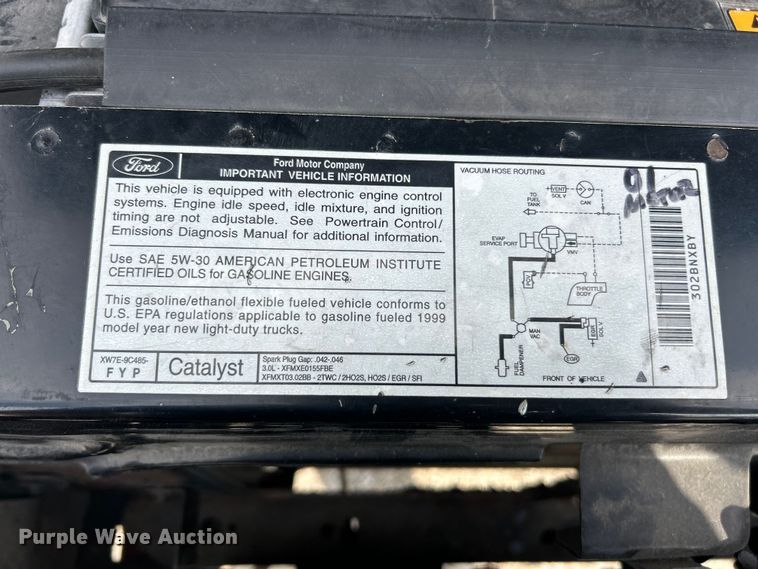 Ford
Ford Motor Company
IMPORTANT VEHICLE INFORMATION
This vehicle is equipped with electronic engine control
systems. Engine idle speed, idle mixture, and ignition
timing are not adjustable. See Powertrain Control/
Emissions Diagnosis Manual for additional information.
Use SAE 5W-30 AMERICAN PETROLEUM INSTITUTE
CERTIFIED OILS for GASOLINE ENGINES
This gasoline/ethanol flexible fueled vehicle conforms to
U.S. EPA regulations applicable to gasoline fueled 1999
model year new light-duty trucks.
XW7E-9C485-
FYP
Catalyst
Spark Plug Gap: .042-.046
3.0L - XFMXE0155FBE
XFMXT03.02BB - 2TWC / 2HO2S, HO2S / EGR / SFI
VACUUM HOSE ROUTING
TO
FUEL
TANK
VENT
SOL V
CAN
01
MOTOR
EVAP
SERVICE PORT
VMV
PCV
THROTTLE
BODY
MAN
VAC
EGR
SOL V
EGR
FUEL
DAMPENER
FRONT OF VEHICLE
302BNXBY
Purple Wave Auction